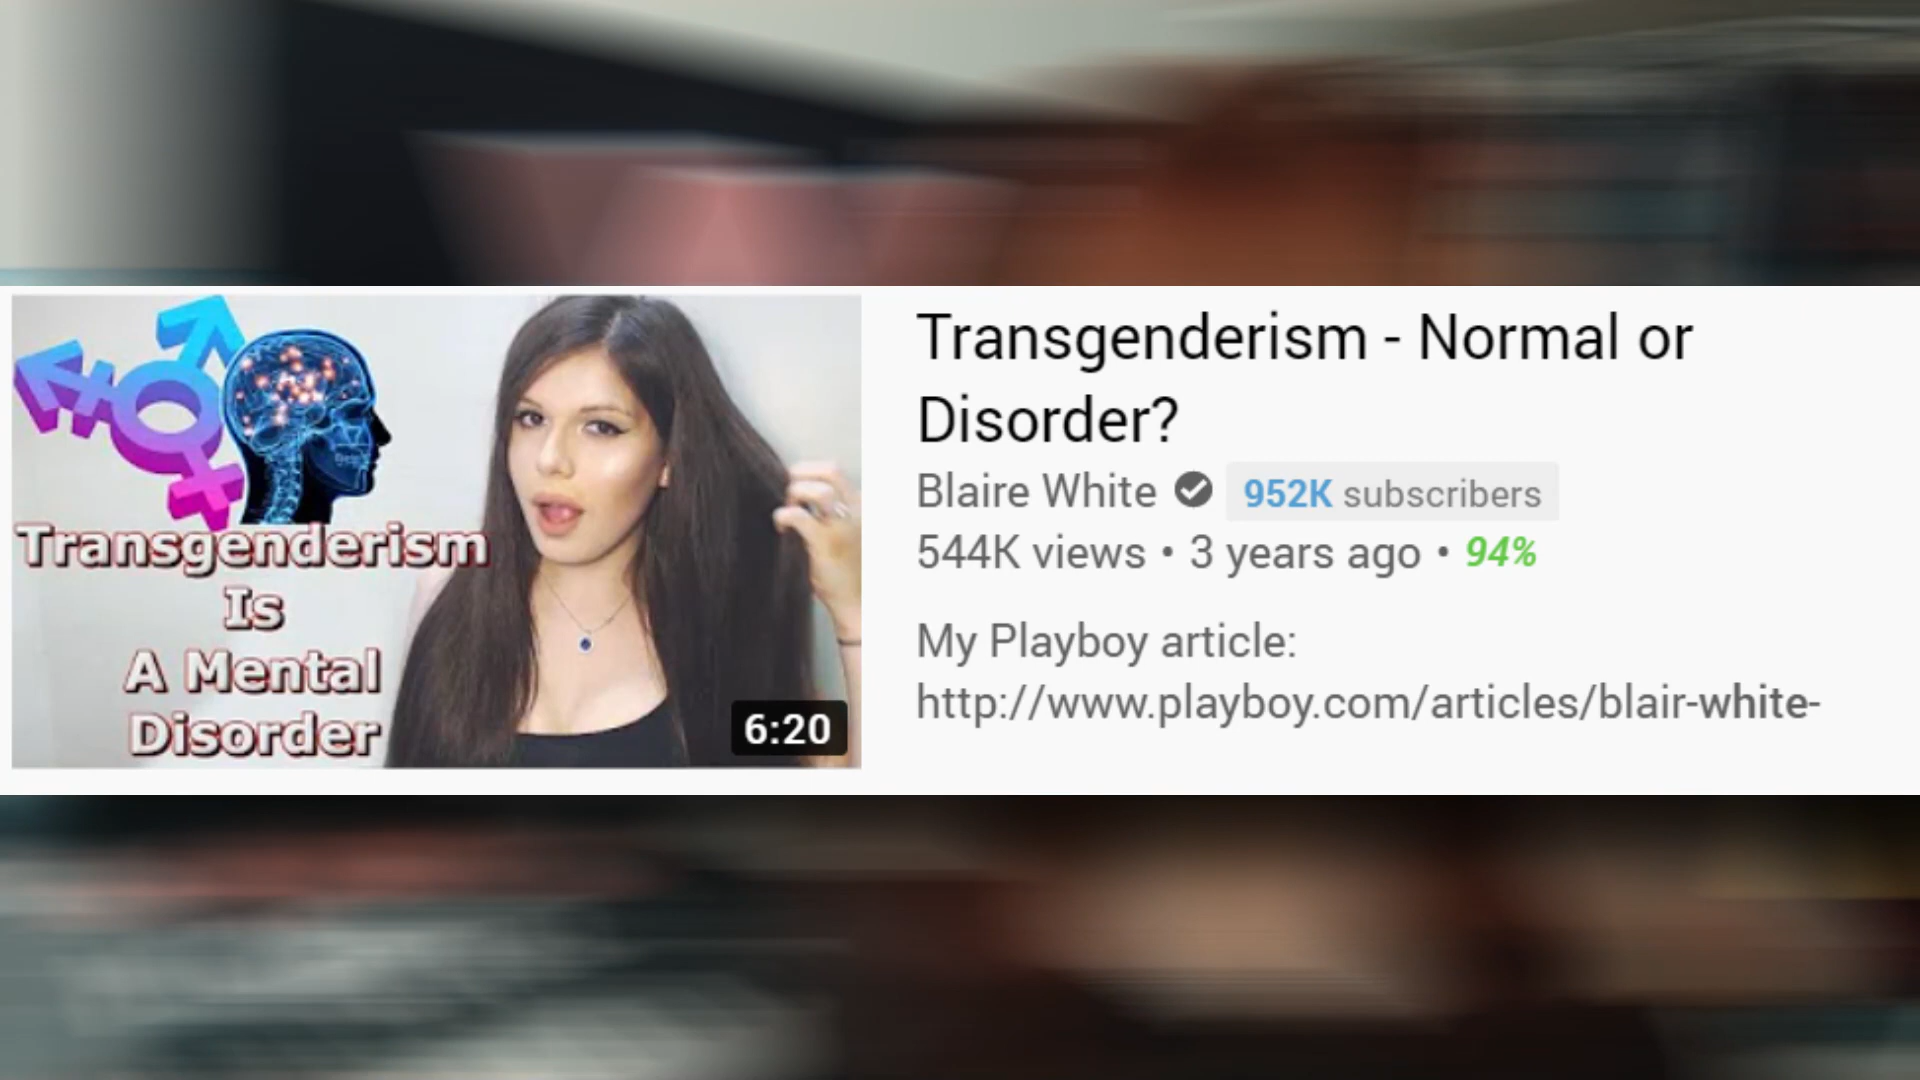 Transgenderism
Is
A Mental
Disorder
6:20
Transgenderism - Normal or
Disorder?
Blaire White 952K subscribers
544K views • 3 years ago • 94%
My Playboy article:
http://www.playboy.com/articles/blair-white-